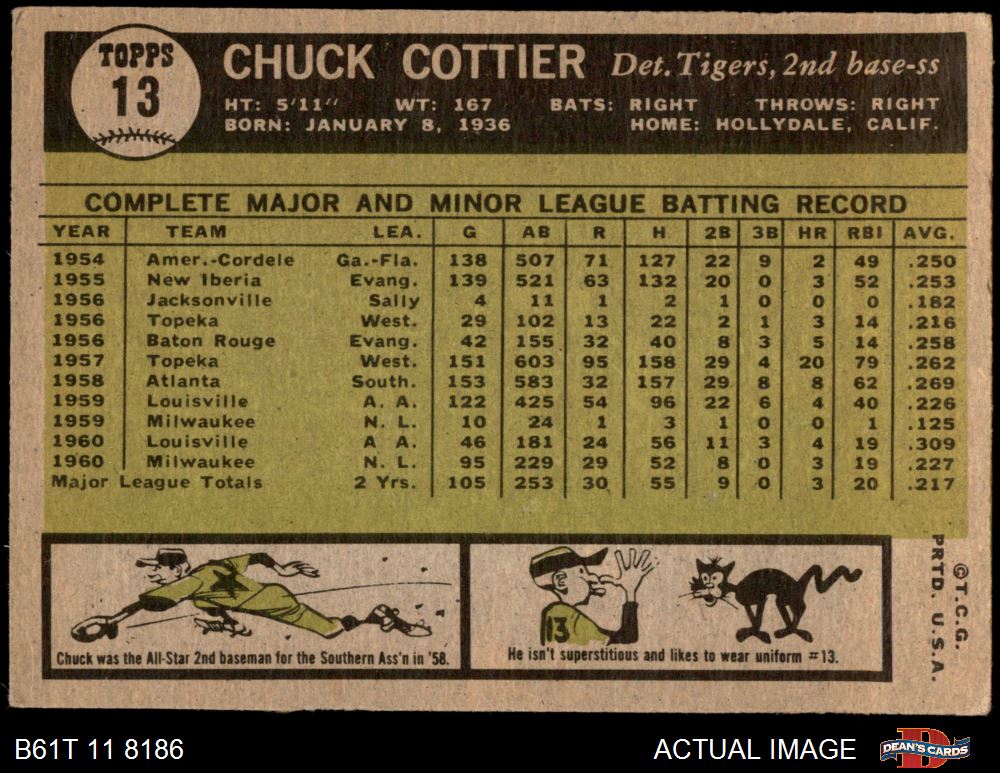 TOPPS
13
CHUCK COTTIER Det. Tigers, 2nd base-ss
HT: 5'11" WT: 167 BATS: RIGHT THROWS: RIGHT
BORN: JANUARY 8, 1936 HOME: HOLLYDALE, CALIF.
COMPLETE MAJOR AND MINOR LEAGUE BATTING RECORD
YEAR TEAM LEA. G AB R H 2B 3B HR RBI AVG.
1954 Amer.-Cordele Ga.-Fla. 138 507 71 127 22 9 2 49 .250
1955 New Iberia Evang. 139 521 63 132 20 0 3 52 .253
1956 Jacksonville Sally 4 11 1 2 1 0 0 0 .182
1956 Topeka West. 29 102 13 22 2 1 3 14 .216
1956 Baton Rouge Evang. 42 155 32 40 8 3 5 14 .258
1957 Topeka West. 151 603 95 158 29 4 20 79 .262
1958 Atlanta South. 153 583 32 157 29 8 8 62 .269
1959 Louisville A. A. 122 425 54 96 22 6 4 40 .226
1959 Milwaukee N. L. 10 24 1 3 1 0 0 1 .125
1960 Louisville A A. 46 181 24 56 11 3 4 19 .309
1960 Milwaukee N. L. 95 229 29 52 8 0 3 19 .227
Major League Totals 2 Yrs. 105 253 30 55 9 0 3 20 .217
Chuck was the All-Star 2nd baseman for the Southern Ass'n in '58.
13
He isn't superstitious and likes to wear uniform #13.
©T.C.G.
PRTD. U.S.A.
B61T 11 8186 ACTUAL IMAGE
DEAN'S CARDS